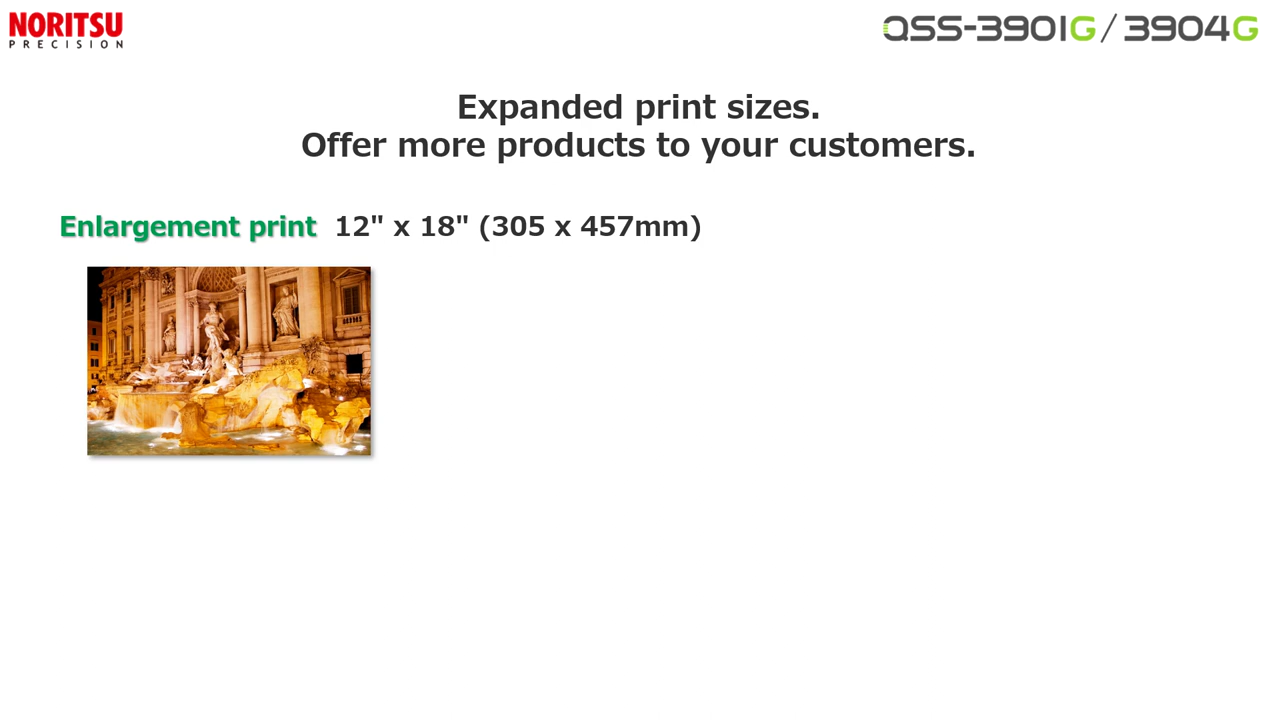 NORITSU
PRECISION
QSS-3901G/3904G
Expanded print sizes.
Offer more products to your customers.
Enlargement print 12" x 18" (305 x 457mm)